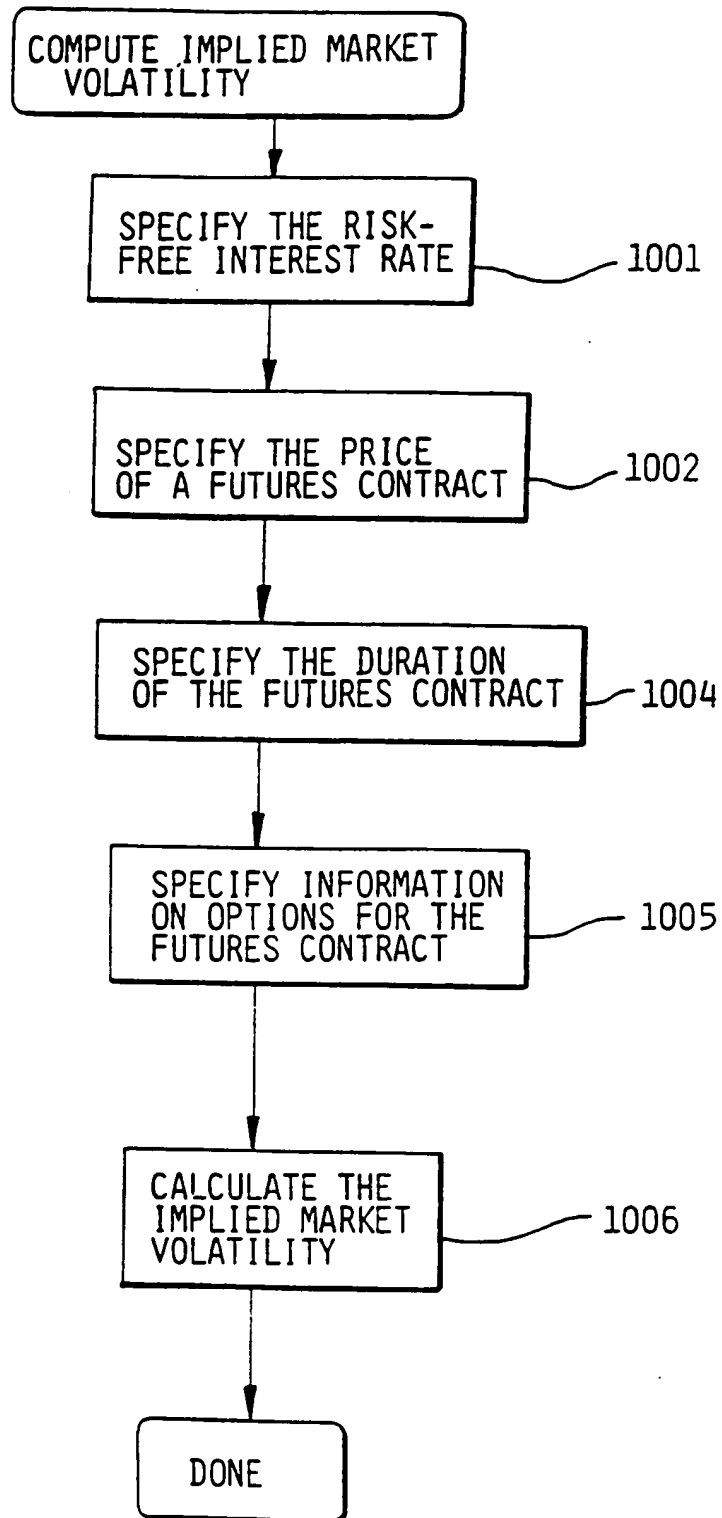 COMPUTE IMPLIED MARKET
VOLATILITY
SPECIFY THE RISK-
FREE INTEREST RATE
1001
SPECIFY THE PRICE
OF A FUTURES CONTRACT
1002
SPECIFY THE DURATION
OF THE FUTURES CONTRACT
1004
SPECIFY INFORMATION
ON OPTIONS FOR THE
FUTURES CONTRACT
1005
CALCULATE THE
IMPLIED MARKET
VOLATILITY
1006
DONE